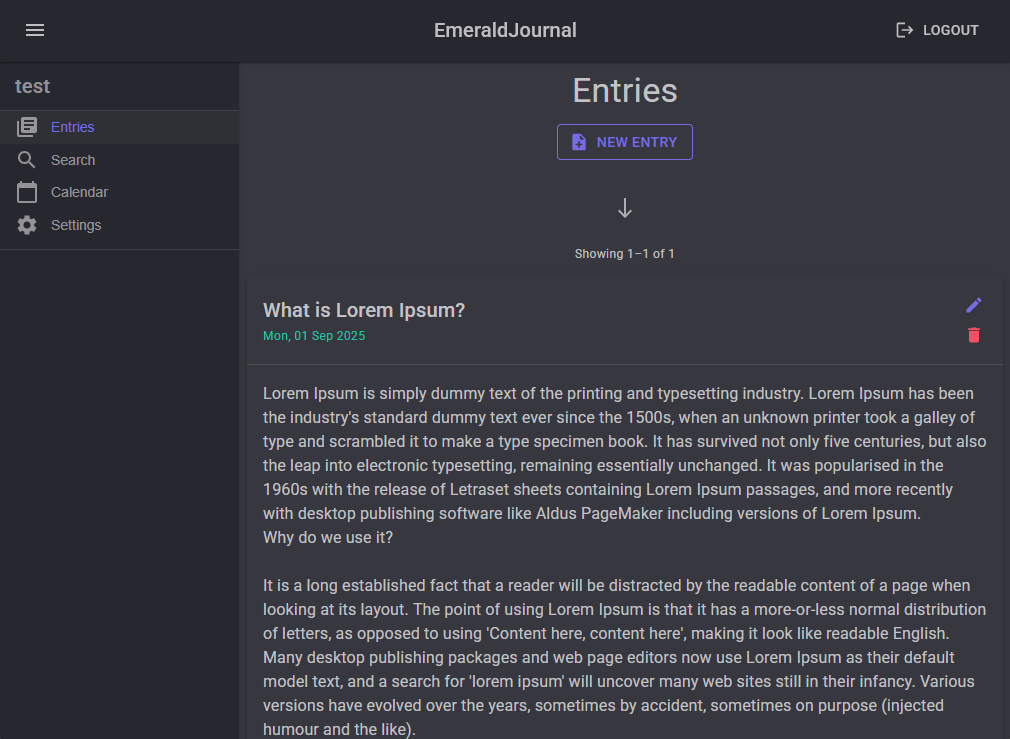 EmeraldJournal
LOGOUT
test
Entries
Search
Calendar
Settings
Entries
NEW ENTRY
Showing 1–1 of 1
What is Lorem Ipsum?
Mon, 01 Sep 2025
Lorem Ipsum is simply dummy text of the printing and typesetting industry. Lorem Ipsum has been
the industry's standard dummy text ever since the 1500s, when an unknown printer took a galley of
type and scrambled it to make a type specimen book. It has survived not only five centuries, but also
the leap into electronic typesetting, remaining essentially unchanged. It was popularised in the
1960s with the release of Letraset sheets containing Lorem Ipsum passages, and more recently
with desktop publishing software like Aldus PageMaker including versions of Lorem Ipsum.
Why do we use it?
It is a long established fact that a reader will be distracted by the readable content of a page when
looking at its layout. The point of using Lorem Ipsum is that it has a more-or-less normal distribution
of letters, as opposed to using 'Content here, content here', making it look like readable English.
Many desktop publishing packages and web page editors now use Lorem Ipsum as their default
model text, and a search for 'lorem ipsum' will uncover many web sites still in their infancy. Various
versions have evolved over the years, sometimes by accident, sometimes on purpose (injected
humour and the like).